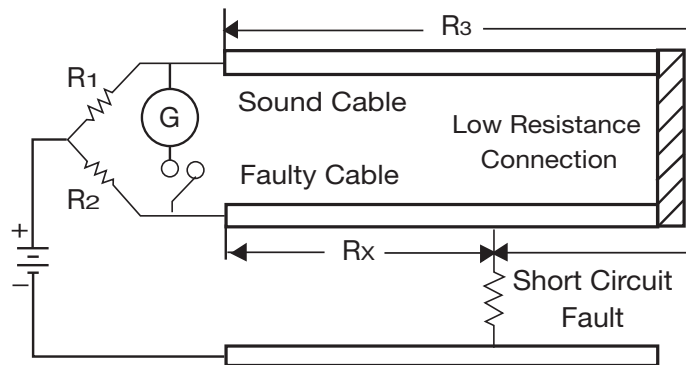 R3
R1
Sound Cable
G
Low Resistance
Connection
Faulty Cable
R2
+
RX
−
Short Circuit
Fault